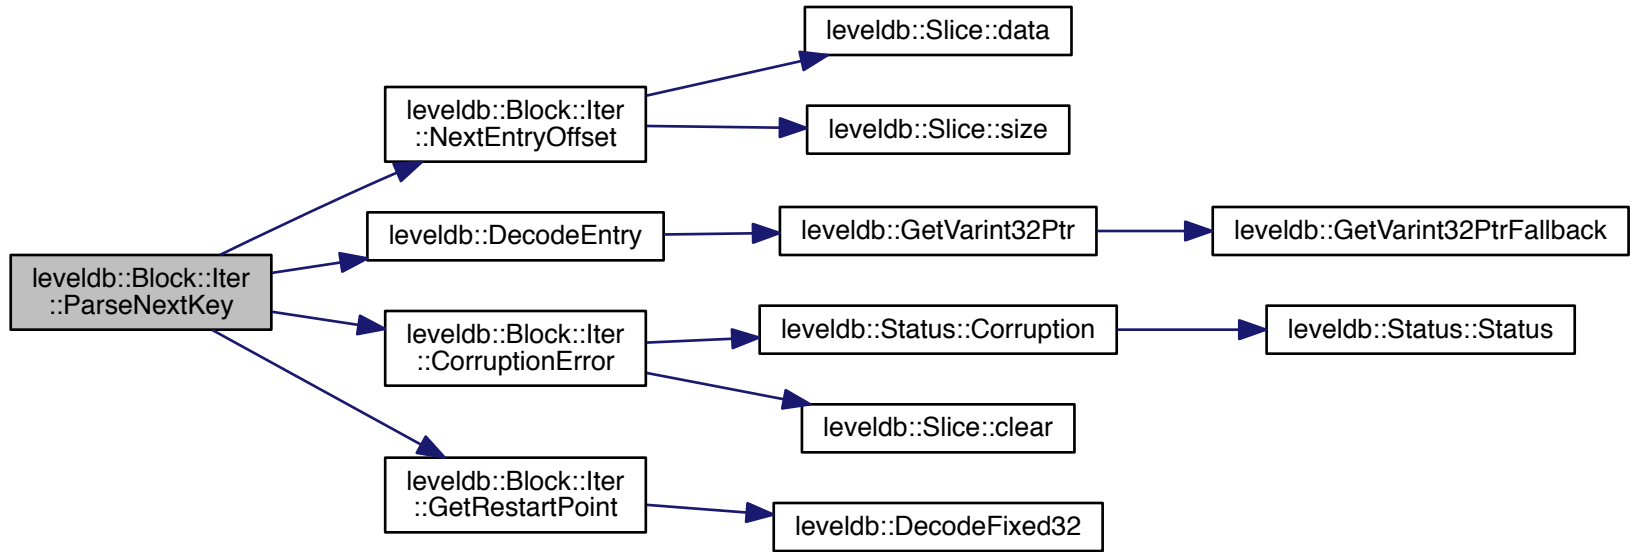 leveldb::Block::Iter
::ParseNextKey
leveldb::Block::Iter
::NextEntryOffset
leveldb::DecodeEntry
leveldb::Block::Iter
::CorruptionError
leveldb::Block::Iter
::GetRestartPoint
leveldb::Slice::data
leveldb::Slice::size
leveldb::GetVarint32Ptr
leveldb::Status::Corruption
leveldb::Slice::clear
leveldb::DecodeFixed32
leveldb::GetVarint32PtrFallback
leveldb::Status::Status